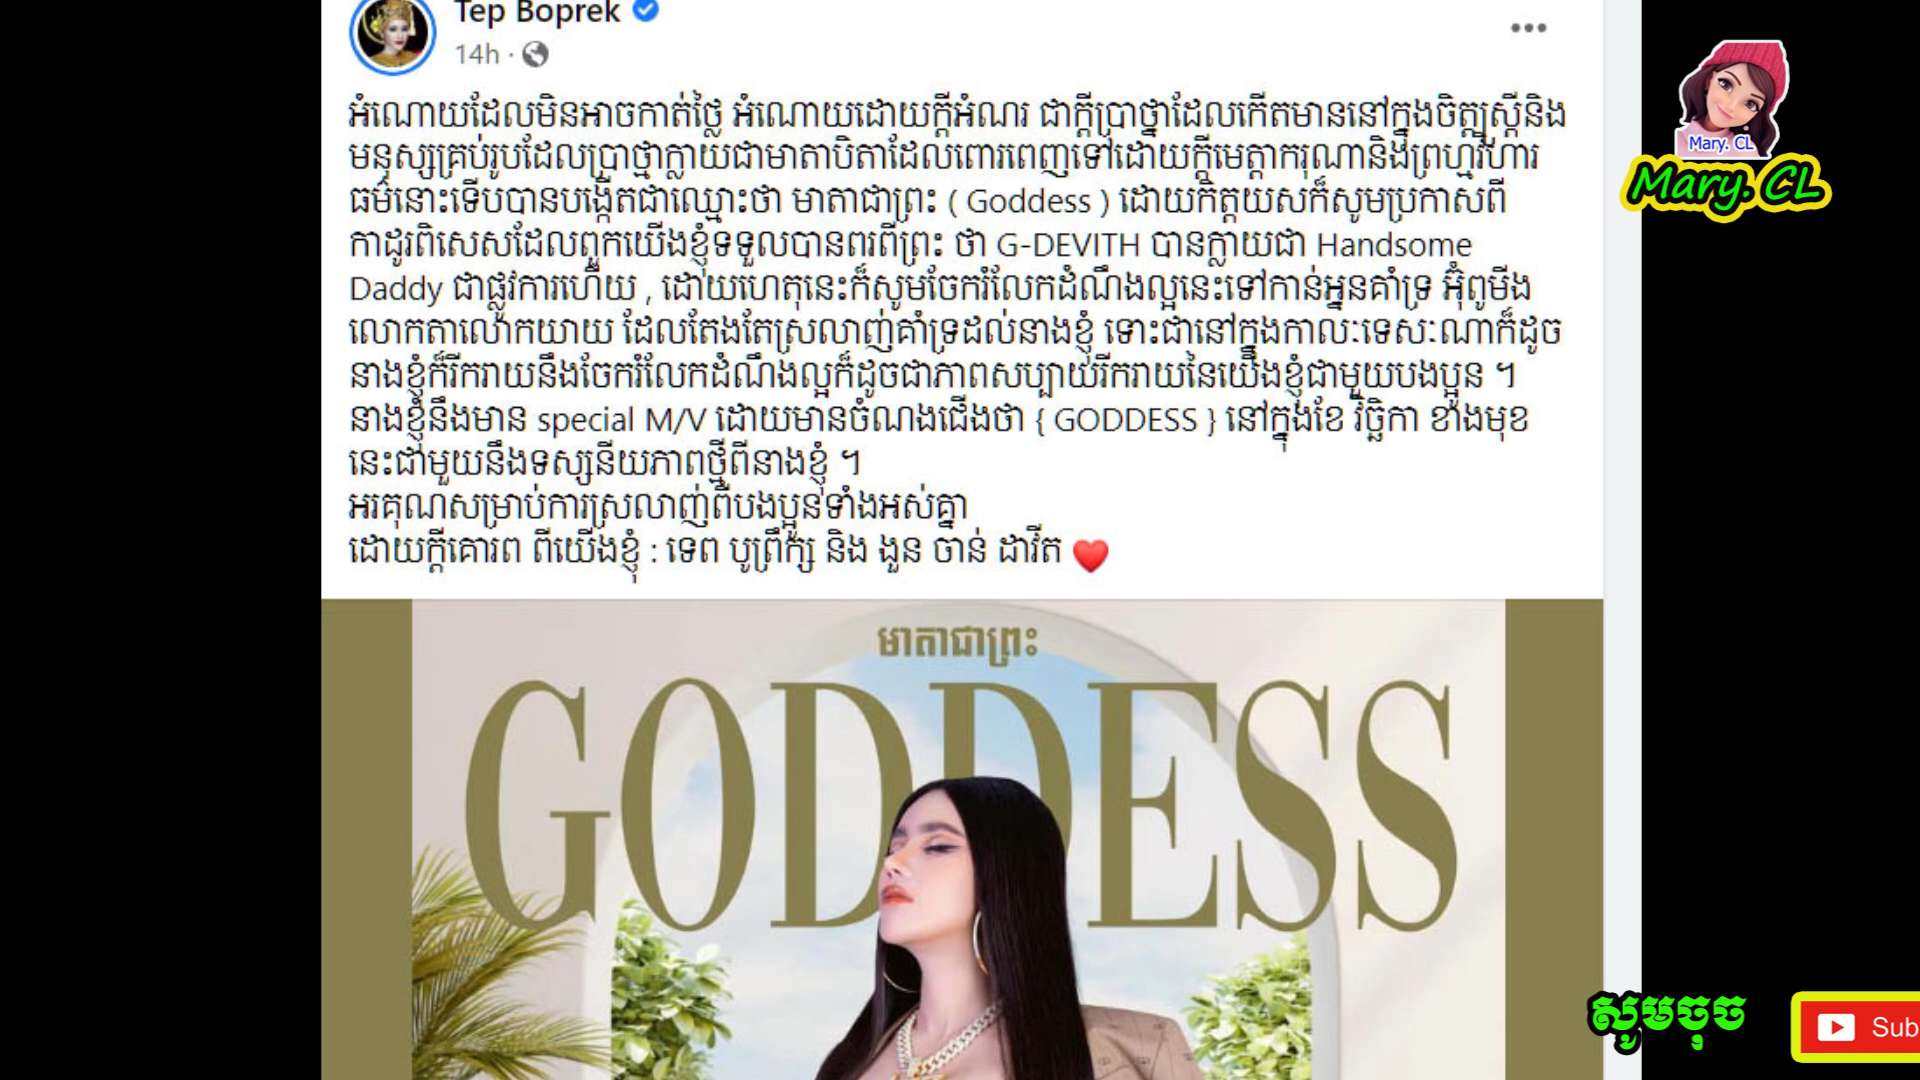 Tep Boprek
14h ·
អំណោយដែលមិនអាចកាត់ថ្លៃ អំណោយដោយក្តីអំណរ ជាក្តីប្រាថ្នាដែលកើតមាននៅក្នុងចិត្តស្ត្រីនិង
មនុស្សគ្រប់រូបដែលប្រាថ្នាក្លាយជាមាតាបិតាដែលពោរពេញទៅដោយក្តីមេត្តាករុណានិងព្រហ្មវិហារ
ធម៌នោះទើបបានបង្កើតជាឈ្មោះថា មាតាជាព្រះ ( Goddess ) ដោយកិត្តយសក៏សូមប្រកាសពី
កាដូរពិសេសដែលពួកយើងខ្ញុំទទួលបានពរពីព្រះ ថា G-DEVITH បានក្លាយជា Handsome
Daddy ជាផ្លូវការហើយ , ដោយហេតុនេះក៏សូមចែករំលែកដំណឹងល្អនេះទៅកាន់អ្ននគាំទ្រ អ៊ុំពូមីង
លោកតាលោកយាយ ដែលតែងតែស្រលាញ់គាំទ្រដល់នាងខ្ញុំ ទោះជានៅក្នុងកាលៈទេសៈណាក៏ដូច
នាងខ្ញុំក៏រីករាយនឹងចែករំលែកដំណឹងល្អក៏ដូចជាភាពសប្បាយរីករាយនៃយើងខ្ញុំជាមួយបងប្អូន ។
នាងខ្ញុំនឹងមាន special M/V ដោយមានចំណងជើងថា { GODDESS } នៅក្នុងខែ វិច្ឆិកា ខាងមុខ
នេះជាមួយនឹងទស្សនីយភាពថ្មីពីនាងខ្ញុំ ។
អរគុណសម្រាប់ការស្រលាញ់ពីបងប្អូនទាំងអស់គ្នា
ដោយក្តីគោរព ពីយើងខ្ញុំ : ទេព បូព្រឹក្ស និង ងួន ចាន់ ដាវីត
មាតាជាព្រះ
GODDESS
Mary. CL
Mary. CL
សូមចុច
Sub